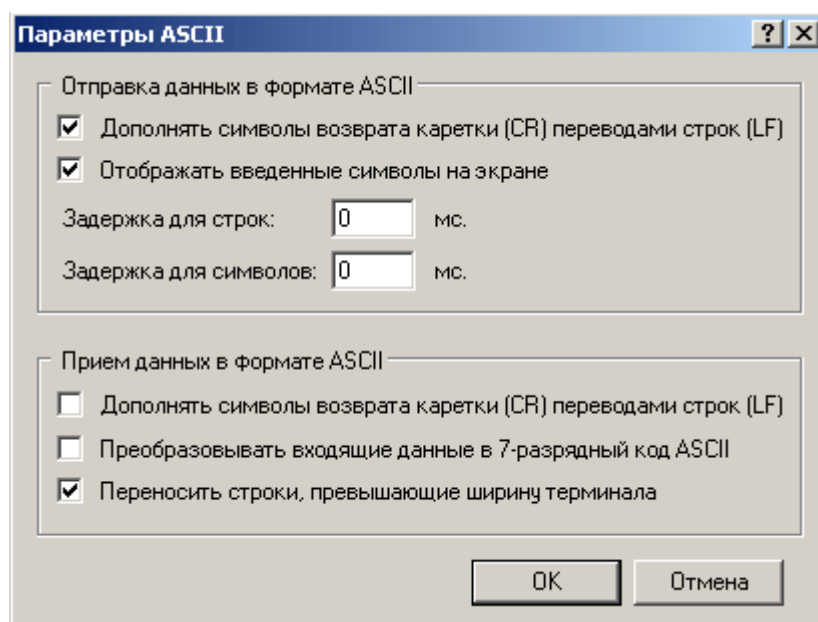 Параметры ASCII
Отправка данных в формате ASCII
Дополнять символы возврата каретки (CR) переводами строк (LF)
Отображать введенные символы на экране
Задержка для строк: 0 мс.
Задержка для символов: 0 мс.
Прием данных в формате ASCII
Дополнять символы возврата каретки (CR) переводами строк (LF)
Преобразовывать входящие данные в 7-разрядный код ASCII
Переносить строки, превышающие ширину терминала
OK Отмена